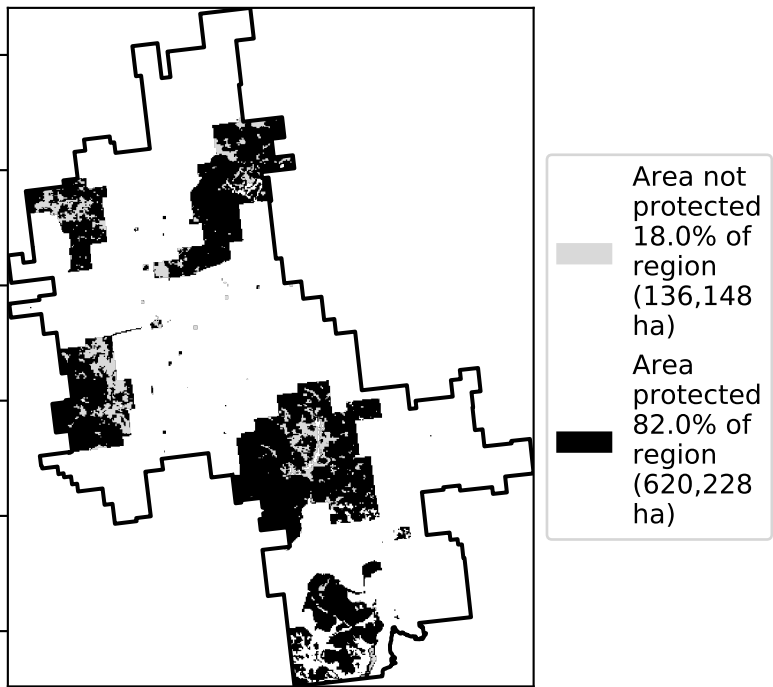 Area not
protected
18.0% of
region
(136,148
ha)
Area
protected
82.0% of
region
(620,228
ha)